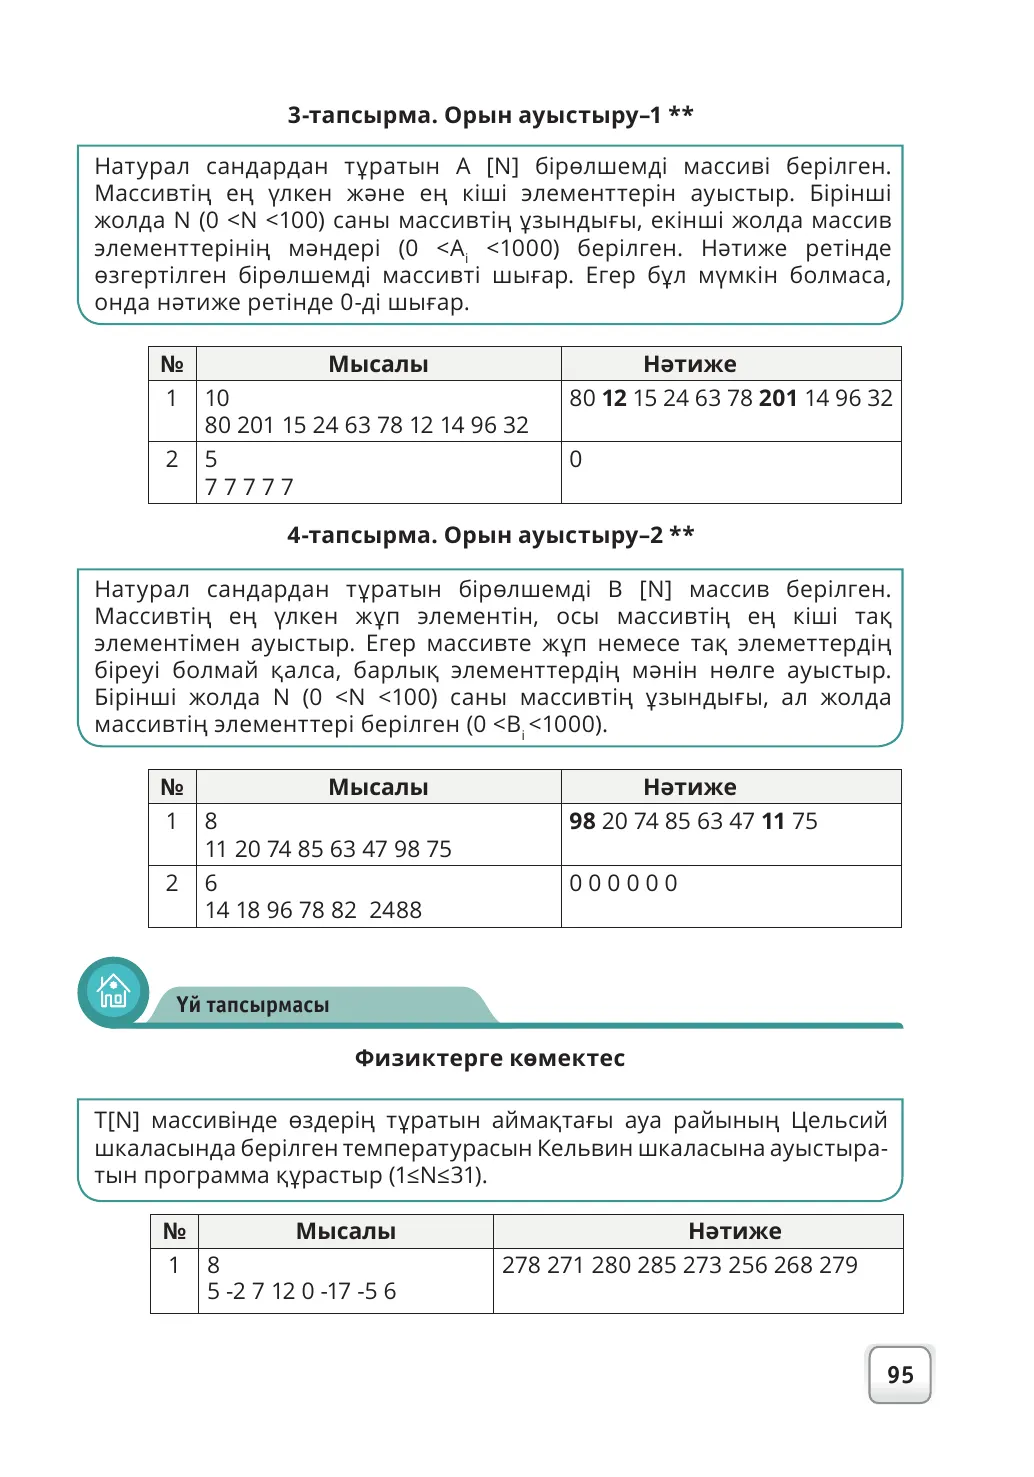 3-тапсырма. Орын ауыстыру–1 **
Натурал сандардан тұратын A [N] бірөлшемді массиві берілген.
Массивтің ең үлкен және ең кіші элементтерін ауыстыр. Бірінші
жолда N (0 <N <100) саны массивтің ұзындығы, екінші жолда массив
элементтерінің мәндері (0 <Ai <1000) берілген. Нәтиже ретінде
өзгертілген бірөлшемді массивті шығар. Егер бұл мүмкін болмаса,
онда нәтиже ретінде 0-ді шығар.
№ Мысалы Нәтиже
1 10 80 12 15 24 63 78 201 14 96 32
80 201 15 24 63 78 12 14 96 32
2 5 0
7 7 7 7 7
4-тапсырма. Орын ауыстыру–2 **
Натурал сандардан тұратын бірөлшемді B [N] массив берілген.
Массивтің ең үлкен жұп элементін, осы массивтің ең кіші тақ
элементімен ауыстыр. Егер массивте жұп немесе тақ элеметтердің
біреуі болмай қалса, барлық элементтердің мәнін нөлге ауыстыр.
Бірінші жолда N (0 <N <100) саны массивтің ұзындығы, ал жолда
массивтің элементтері берілген (0 <Bi <1000).
№ Мысалы Нәтиже
1 8 98 20 74 85 63 47 11 75
11 20 74 85 63 47 98 75
2 6 0 0 0 0 0 0
14 18 96 78 82 2488
Үй тапсырмасы
Физиктерге көмектес
T[N] массивінде өздерің тұратын аймақтағы ауа райының Цельсий
шкаласында берілген температурасын Кельвин шкаласына ауыстыра-
тын программа құрастыр (1≤N≤31).
№ Мысалы Нәтиже
1 8 278 271 280 285 273 256 268 279
5 -2 7 12 0 -17 -5 6
95